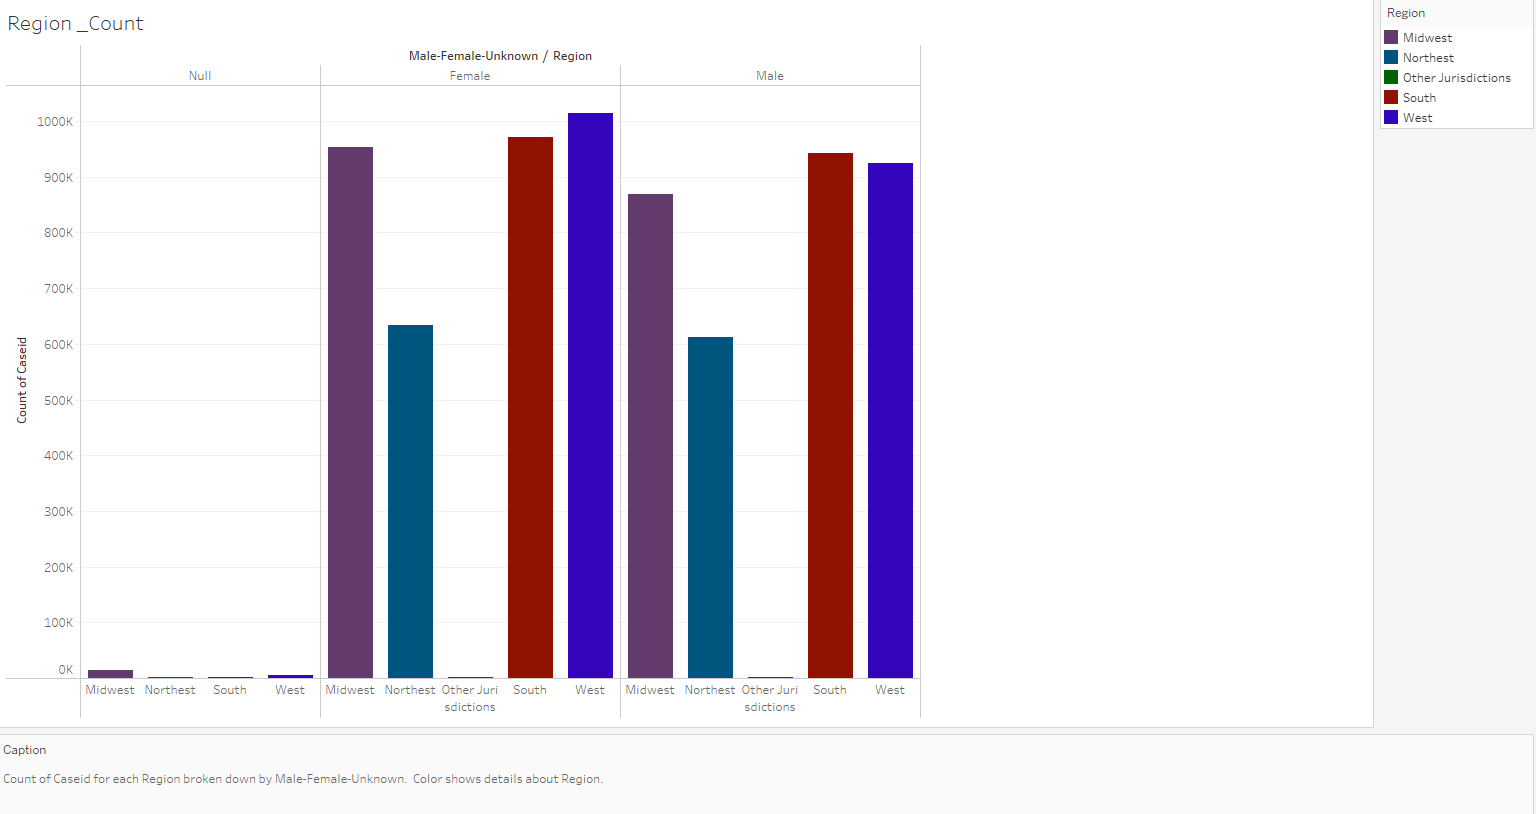 Region _Count
Male-Female-Unknown / Region
Null
Female
Male
1000K
900K
800K
700K
600K
500K
400K
300K
200K
100K
0K
Count of Caseid
Midwest
Northest
South
West
Midwest
Northest
Other Juri
sdictions
South
West
Midwest
Northest
Other Juri
sdictions
South
West
Region
Midwest
Northest
Other Jurisdictions
South
West
Caption
Count of Caseid for each Region broken down by Male-Female-Unknown. Color shows details about Region.